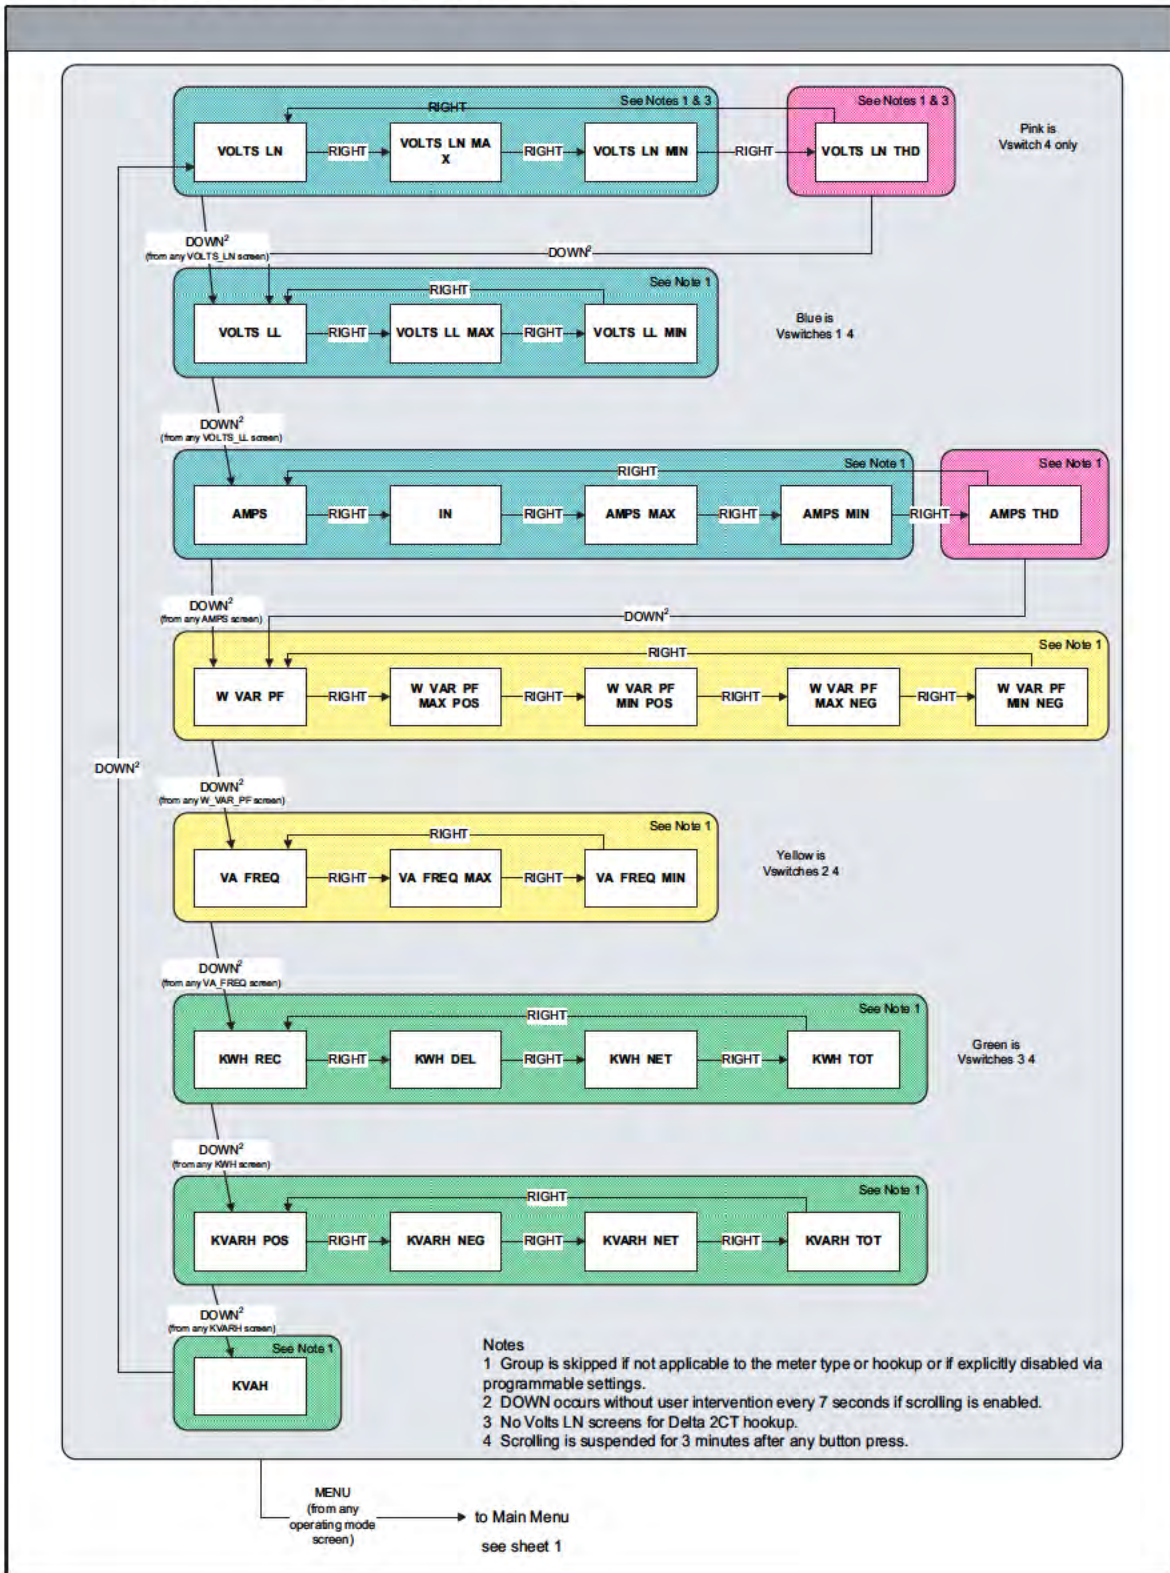 See Notes 1 & 3
See Notes 1 & 3
RIGHT
Pink is
Vswitch 4 only
VOLTS LN
RIGHT
VOLTS LN MA
X
RIGHT
VOLTS LN MIN
RIGHT
VOLTS LN THD
DOWN2
(from any VOLTS_LN screen)
DOWN2
See Note 1
RIGHT
Blue is
Vswitches 1 4
VOLTS LL
RIGHT
VOLTS LL MAX
RIGHT
VOLTS LL MIN
DOWN2
(from any VOLTS_LL screen)
See Note 1
See Note 1
RIGHT
AMPS
RIGHT
IN
RIGHT
AMPS MAX
RIGHT
AMPS MIN
RIGHT
AMPS THD
DOWN2
(from any AMPS screen)
DOWN2
See Note 1
RIGHT
W VAR PF
RIGHT
W VAR PF
MAX POS
RIGHT
W VAR PF
MIN POS
RIGHT
W VAR PF
MAX NEG
RIGHT
W VAR PF
MIN NEG
DOWN2
DOWN2
(from any W_VAR_PF screen)
See Note 1
RIGHT
Yellow is
Vswitches 2 4
VA FREQ
RIGHT
VA FREQ MAX
RIGHT
VA FREQ MIN
DOWN2
(from any VA_FREQ screen)
See Note 1
RIGHT
Green is
Vswitches 3 4
KWH REC
RIGHT
KWH DEL
RIGHT
KWH NET
RIGHT
KWH TOT
DOWN2
(from any KWH screen)
See Note 1
RIGHT
KVARH POS
RIGHT
KVARH NEG
RIGHT
KVARH NET
RIGHT
KVARH TOT
DOWN2
(from any KVARH screen)
See Note 1
KVAH
Notes
1 Group is skipped if not applicable to the meter type or hookup or if explicitly disabled via
programmable settings.
2 DOWN occurs without user intervention every 7 seconds if scrolling is enabled.
3 No Volts LN screens for Delta 2CT hookup.
4 Scrolling is suspended for 3 minutes after any button press.
MENU
(from any
operating mode
screen)
to Main Menu
see sheet 1